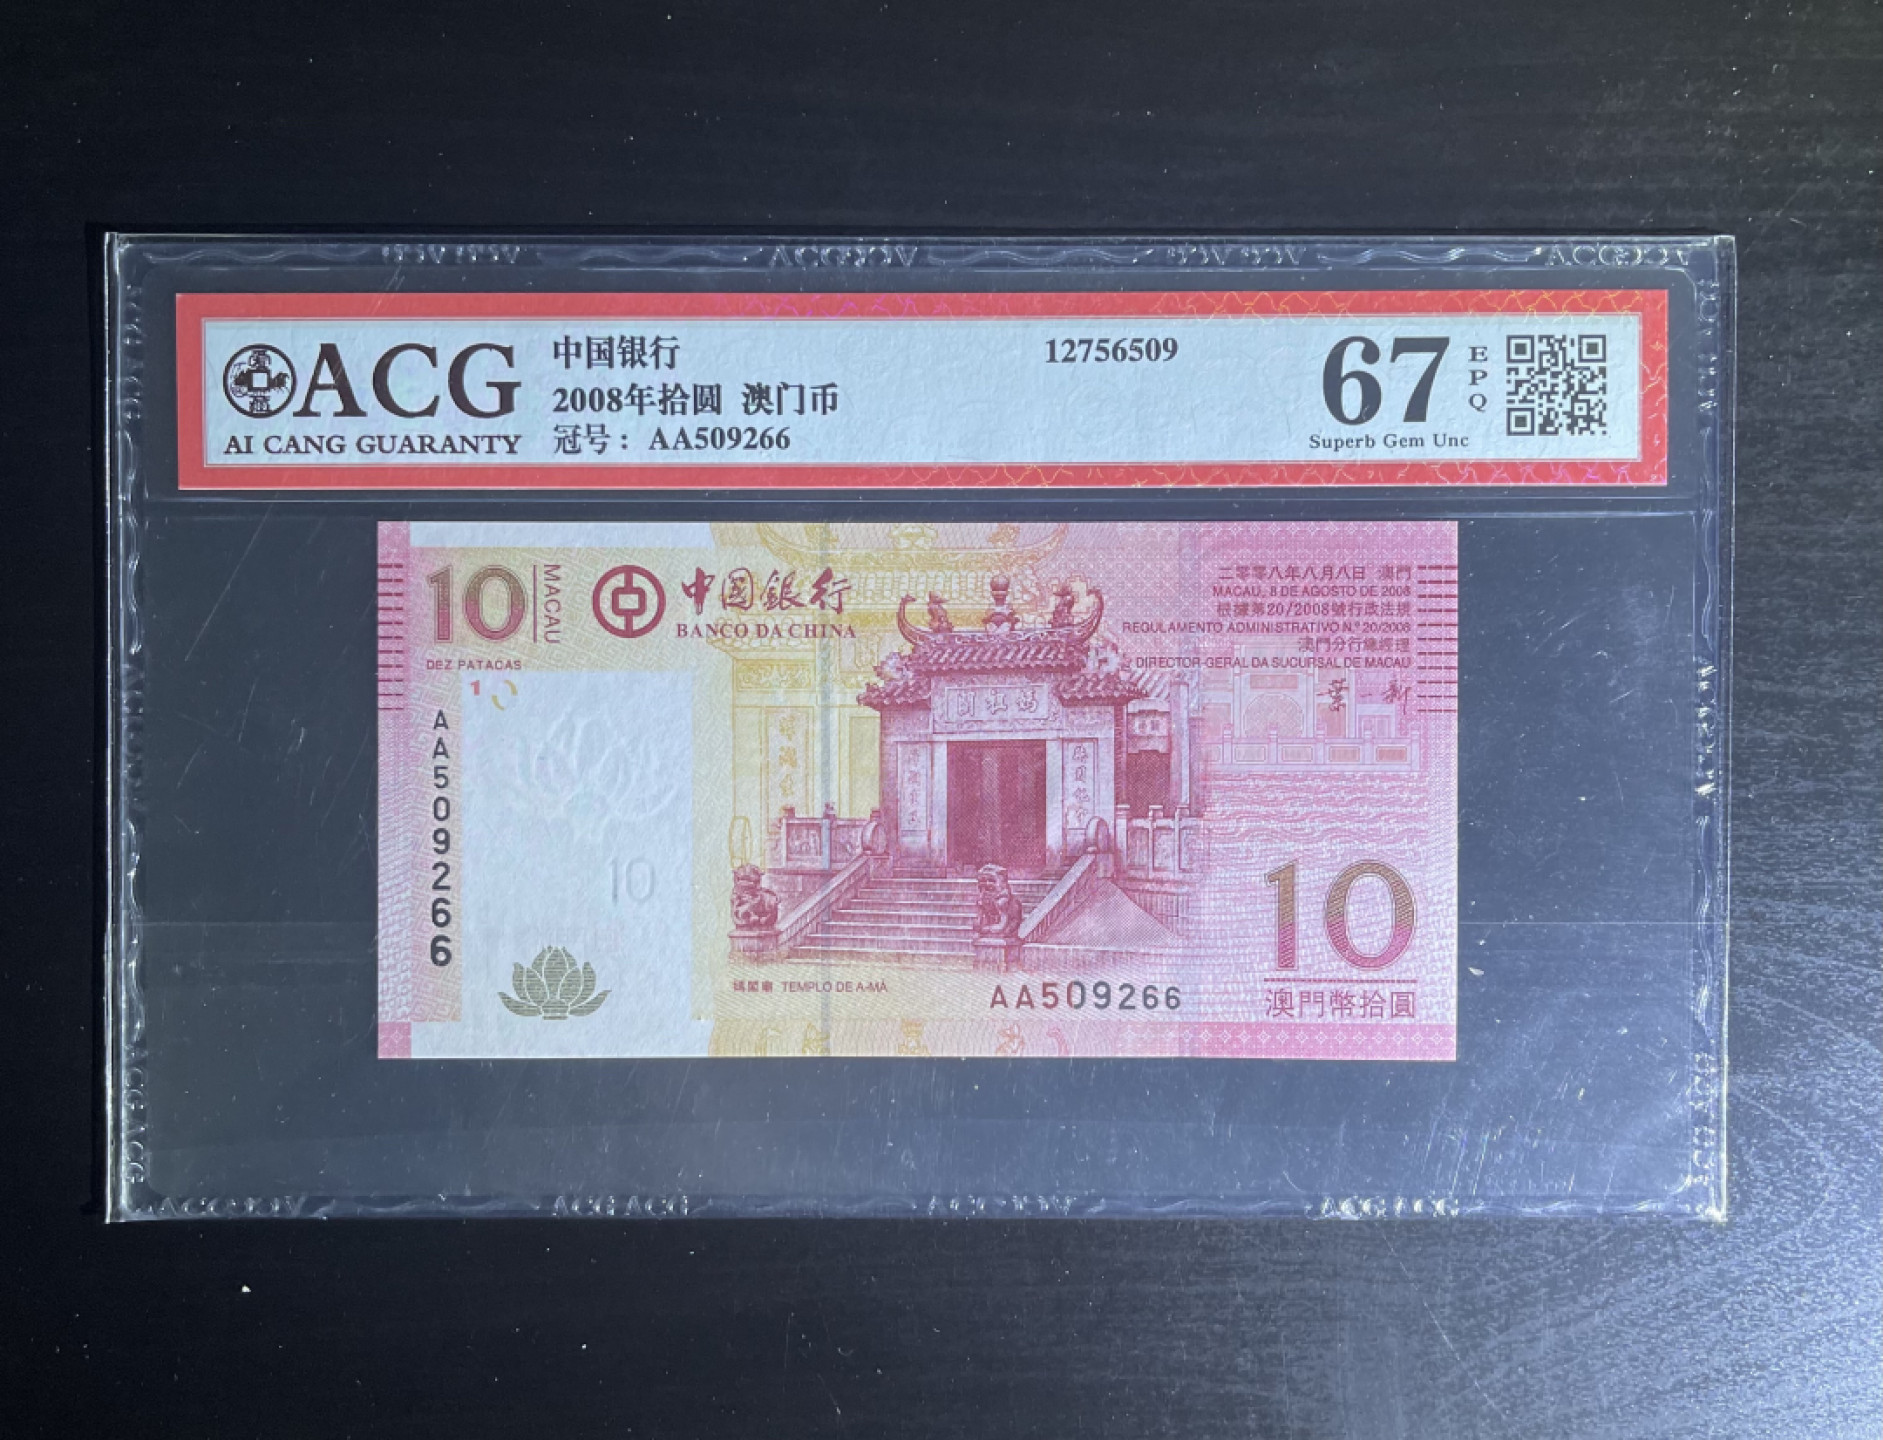 ACG
AI CANG GUARANTY
中国银行
2008年拾圆 澳门币
冠号： AA509266
12756509
67
EPQ
Superb Gem Unc
10
MACAU
DEZ PATACAS
中国銀行
BANCO DA CHINA
二零零八年八月八日 澳門
MACAU, 8 DE AGOSTO DE 2008
根據第20/2008號行政法規
REGULAMENTO ADMINISTRATIVO N.º 20/2008
澳門分行總經理
DIRECTOR-GERAL DA SUCURSAL DE MACAU
葉一新
AA509266
10
媽閣廟 TEMPLO DE A-MÁ
AA509266
10
澳門幣拾圓